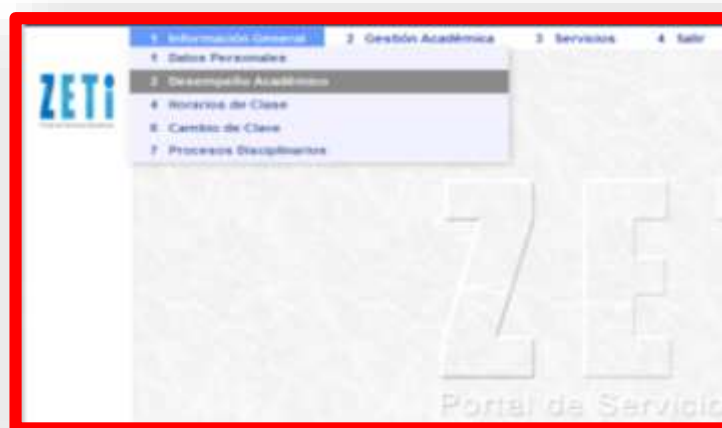 1 Información General 2 Gestión Académica 3 Servicios 4 Salir
1 Datos Personales
2 Desempeño Académico
4 Horarios de Clase
6 Cambio de Clave
7 Procesos Disciplinarios
ZETI
ZE
Portal de Servicio